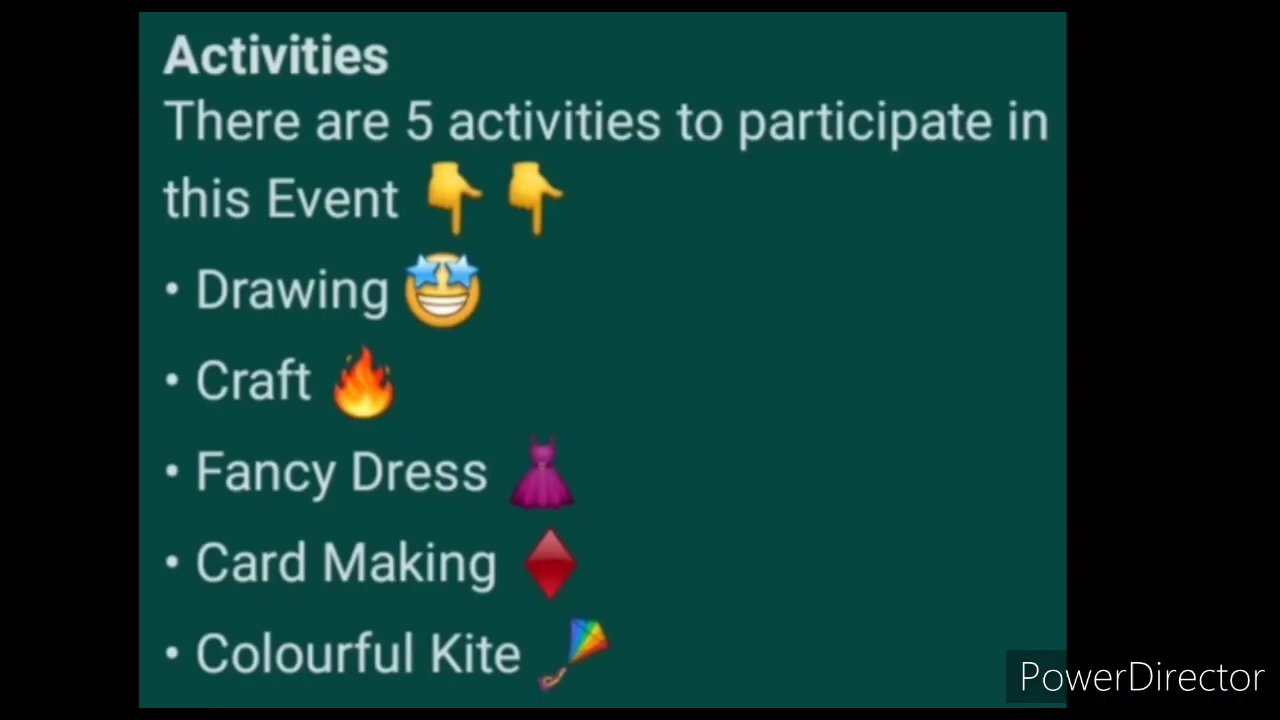 Activities
There are 5 activities to participate in
this Event 👇 👇
• Drawing 🤩
• Craft 🔥
• Fancy Dress 👗
• Card Making ♦️
• Colourful Kite 🪁
PowerDirector